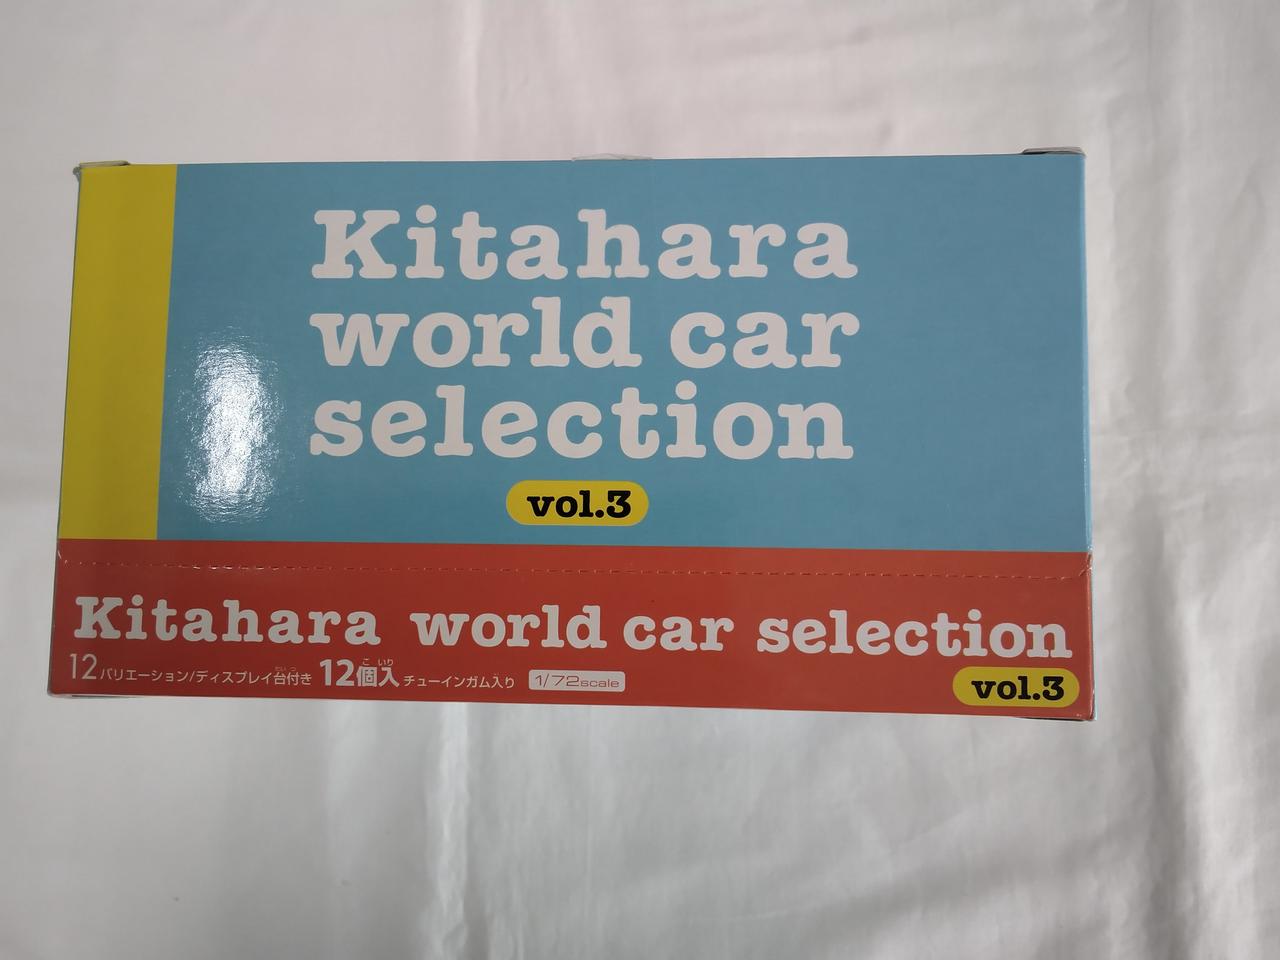 Kitahara
world car
selection
vol.3
Kitahara world car selection
12バリエーション/ディスプレイ台付き 12個入 チューインガム入り 1/72scale
vol.3